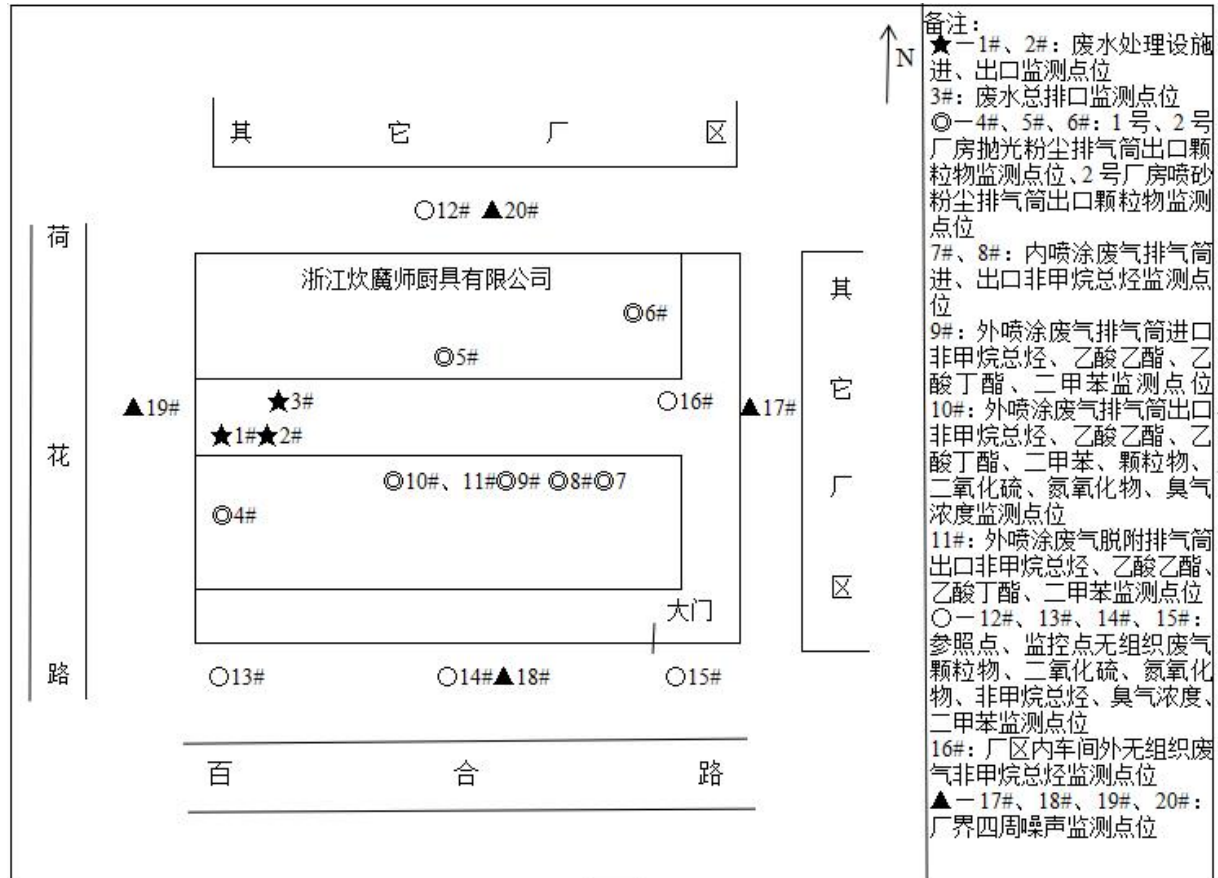 N
其 它 厂 区
○12# ▲20#
荷 花 路
浙江炊魔师厨具有限公司
◎6#
◎5#
▲19#
★3#
○16#
▲17#
★1#★2#
其 它 厂 区
◎10#、11#◎9# ◎8#◎7
◎4#
大门
○13#
○14#▲18#
○15#
百 合 路
备注：
★－1#、2#：废水处理设施
进、出口监测点位
3#：废水总排口监测点位
◎－4#、5#、6#：1 号、2 号
厂房抛光粉尘排气筒出口颗
粒物监测点位、2 号厂房喷砂
粉尘排气筒出口颗粒物监测
点位
7#、8#：内喷涂废气排气筒
进、出口非甲烷总烃监测点
位
9#：外喷涂废气排气筒进口
非甲烷总烃、乙酸乙酯、乙
酸丁酯、二甲苯监测点位
10#：外喷涂废气排气筒出口
非甲烷总烃、乙酸乙酯、乙
酸丁酯、二甲苯、颗粒物、
二氧化硫、氮氧化物、臭气
浓度监测点位
11#：外喷涂废气脱附排气筒
出口非甲烷总烃、乙酸乙酯、
乙酸丁酯、二甲苯监测点位
○－12#、13#、14#、15#：
参照点、监控点无组织废气
颗粒物、二氧化硫、氮氧化
物、非甲烷总烃、臭气浓度、
二甲苯监测点位
16#：厂区内车间外无组织废
气非甲烷总烃监测点位
▲－17#、18#、19#、20#：
厂界四周噪声监测点位